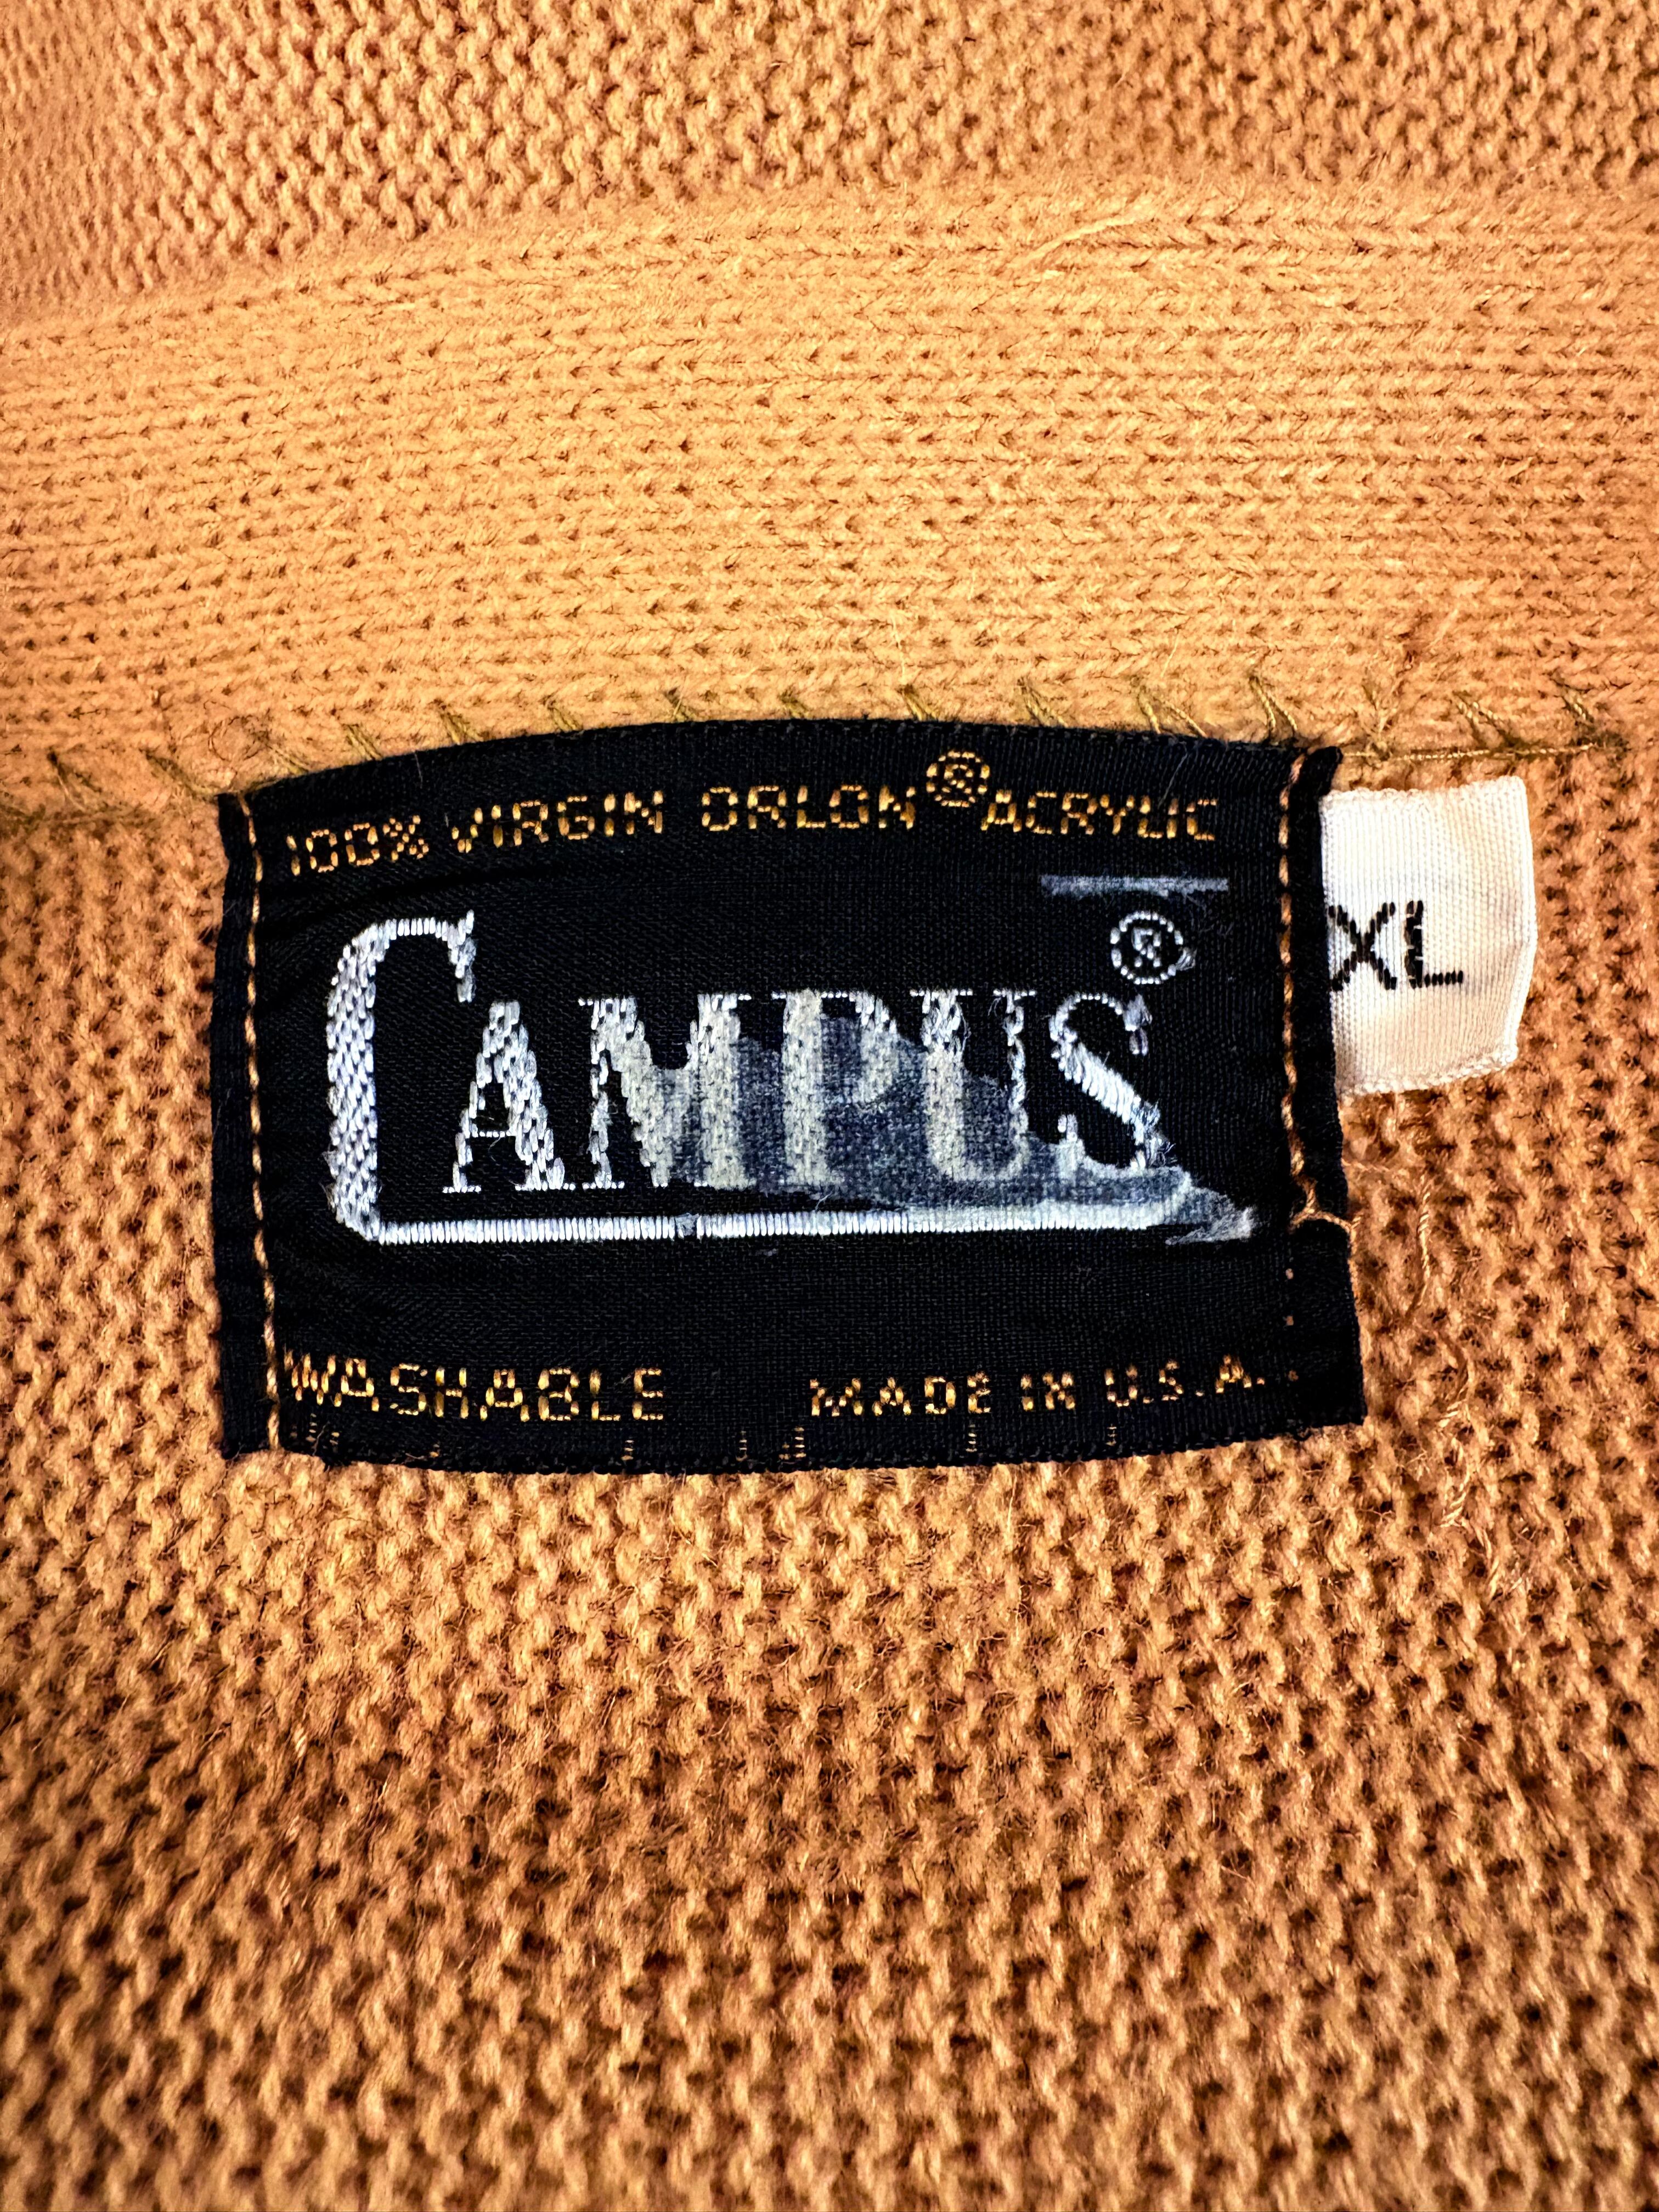 100% VIRGIN ORLON® ACRYLIC
CAMPUS®
XL
WASHABLE MADE IN U.S.A.